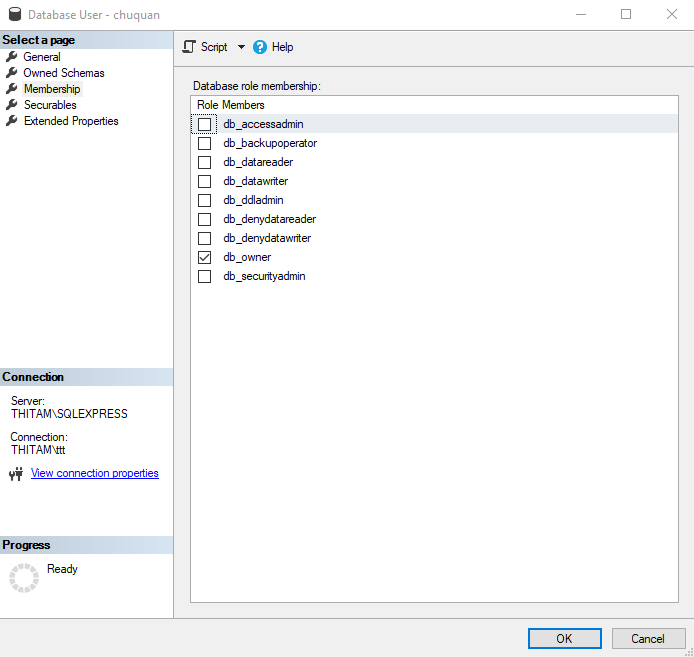 Database User - chuquan
Select a page
General
Owned Schemas
Membership
Securables
Extended Properties
Script
Help
Database role membership:
Role Members
db_accessadmin
db_backupoperator
db_datareader
db_datawriter
db_ddladmin
db_denydatareader
db_denydatawriter
db_owner
db_securityadmin
Connection
Server:
THITAM\SQLEXPRESS
Connection:
THITAM\ttt
View connection properties
Progress
Ready
OK
Cancel